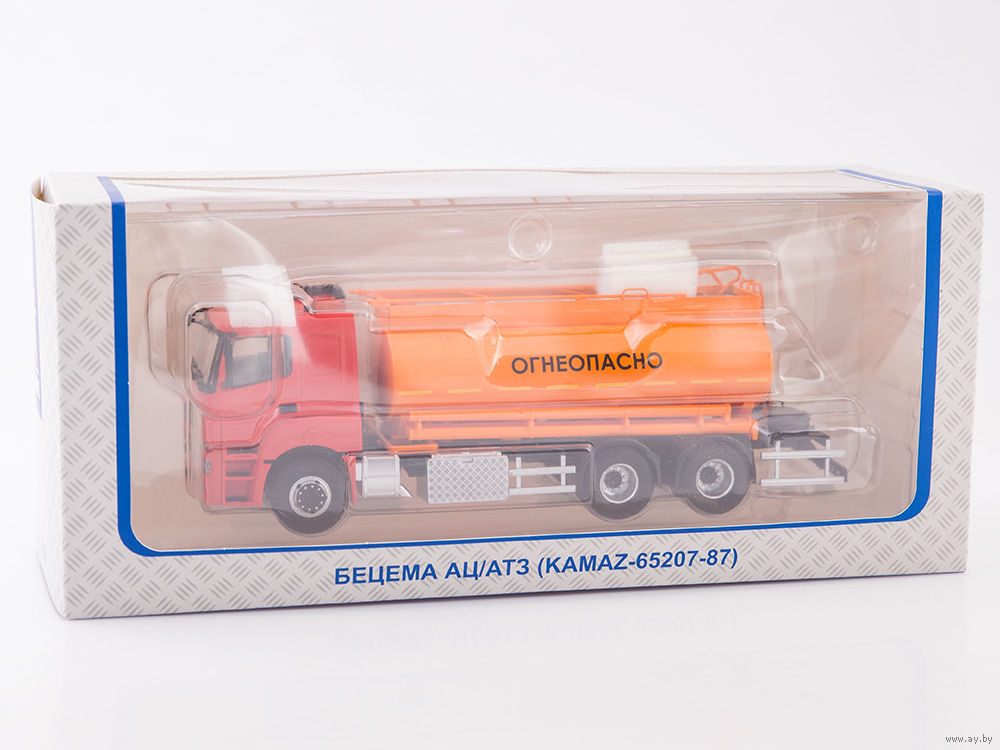 ОГНЕОПАСНО
БЕЦЕМА АЦ/АТЗ (KAMAZ-65207-87)
www.ay.by